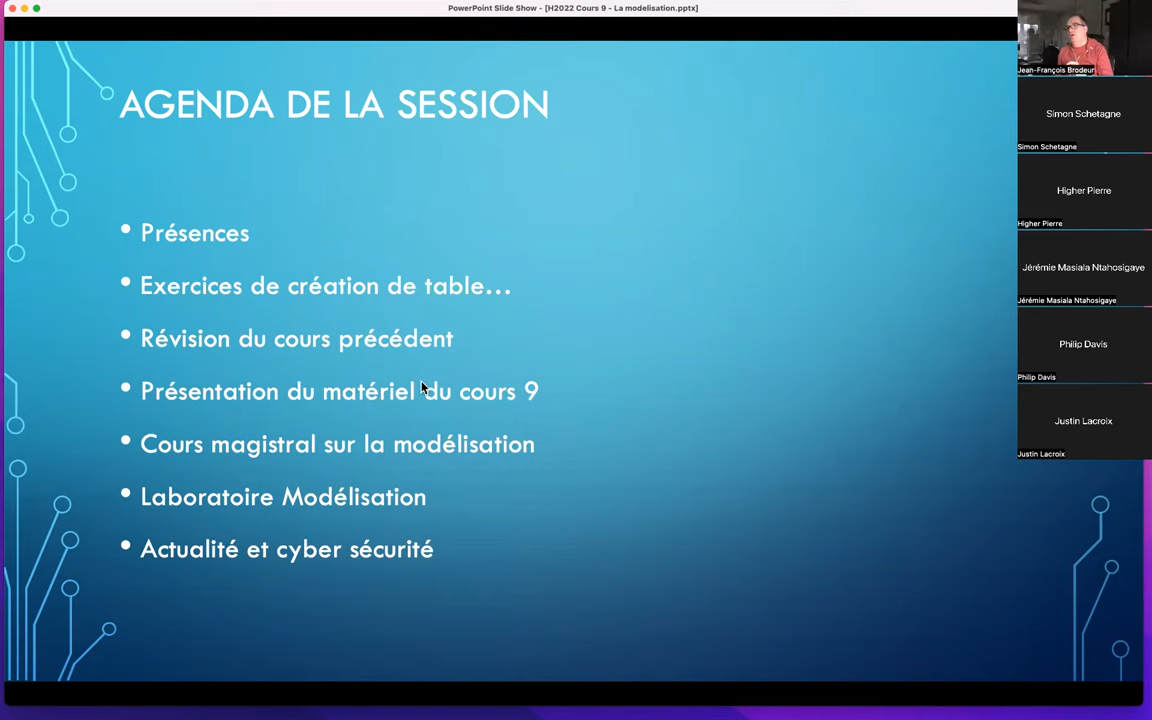 PowerPoint Slide Show - [H2022 Cours 9 - La modelisation.pptx]
AGENDA DE LA SESSION
• Présences
• Exercices de création de table...
• Révision du cours précédent
• Présentation du matériel du cours 9
• Cours magistral sur la modélisation
• Laboratoire Modélisation
• Actualité et cyber sécurité
Jean-François Brodeur
Simon Schetagne
Simon Schetagne
Higher Pierre
Higher Pierre
Jérémie Masiala Ntahosigaye
Jérémie Masiala Ntahosigaye
Philip Davis
Philip Davis
Justin Lacroix
Justin Lacroix